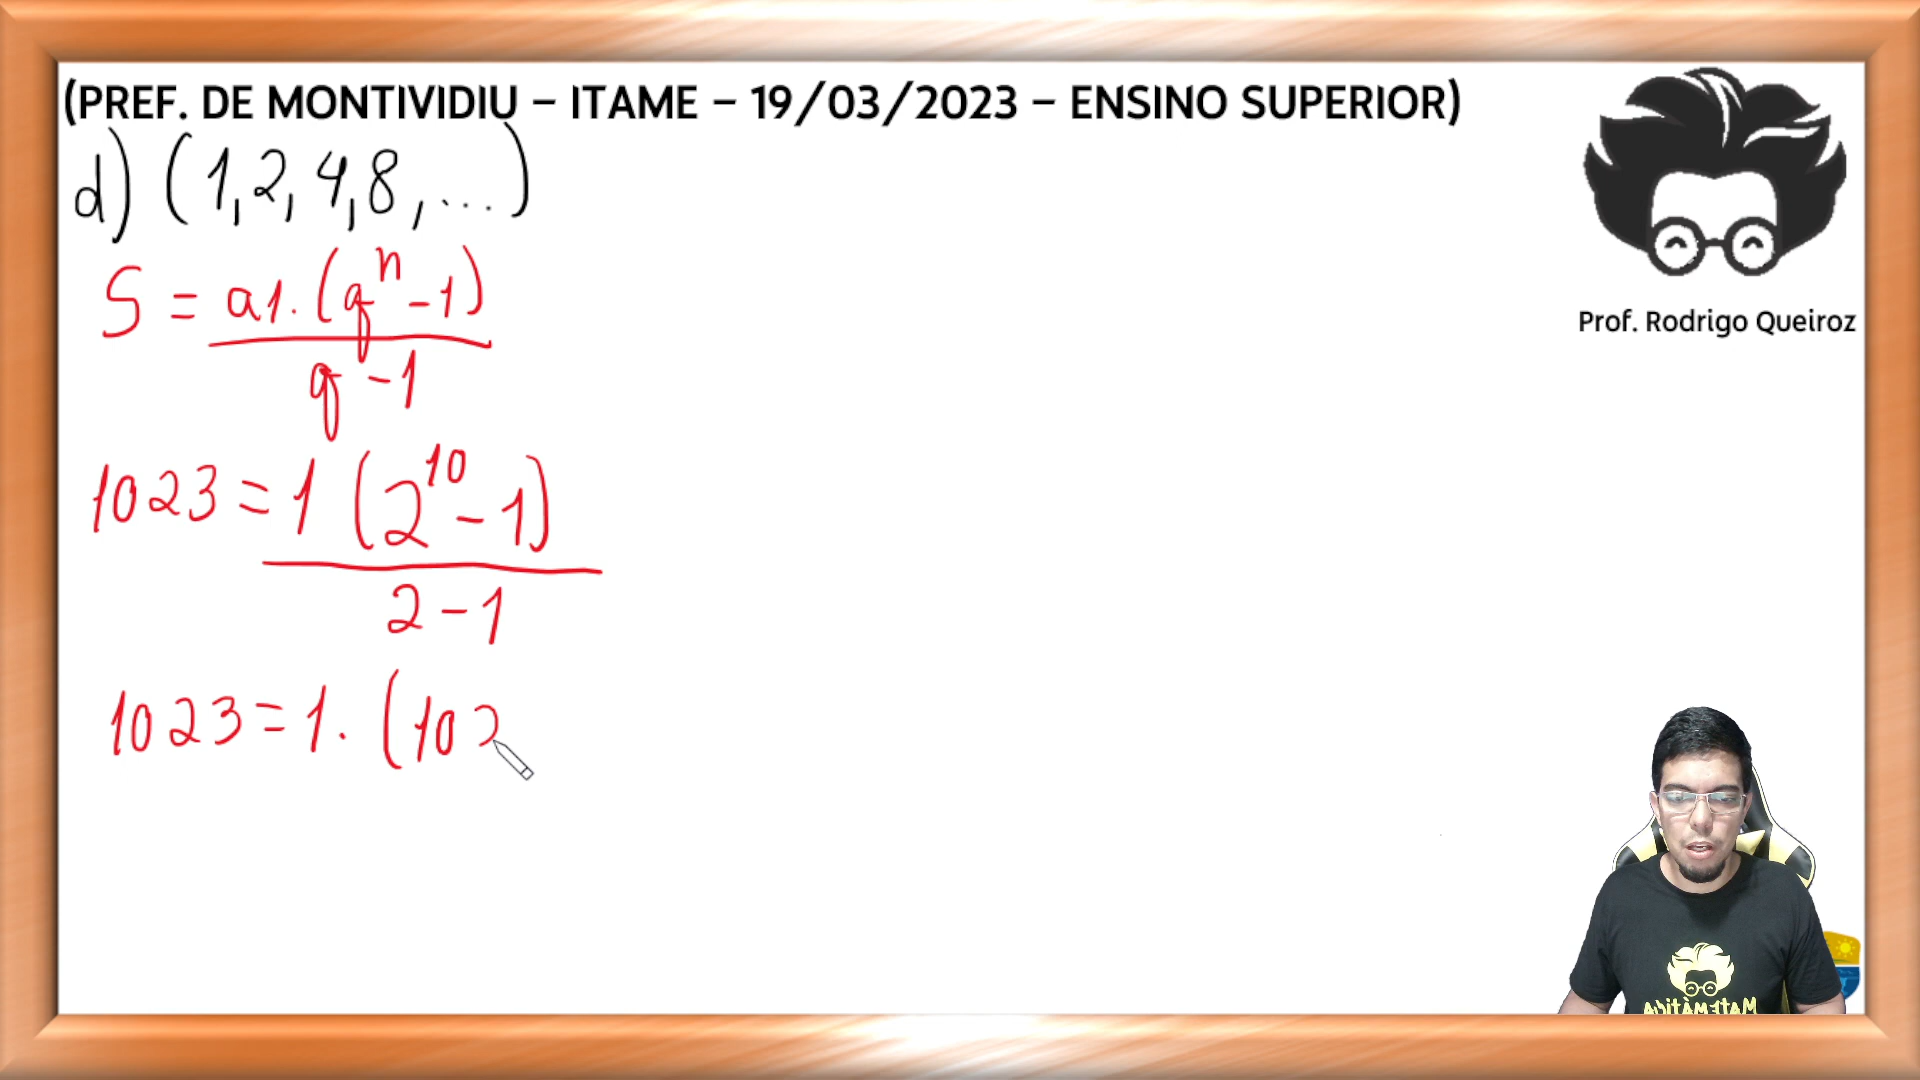 (PREF. DE MONTIVIDIU – ITAME – 19/03/2023 – ENSINO SUPERIOR)
d) (1,2,4,8,...)
S = a1.(q^n-1)
q-1
1023 = 1 (2^10-1)
2-1
1023 = 1. (102
Prof. Rodrigo Queiroz
MATEMÀTICA